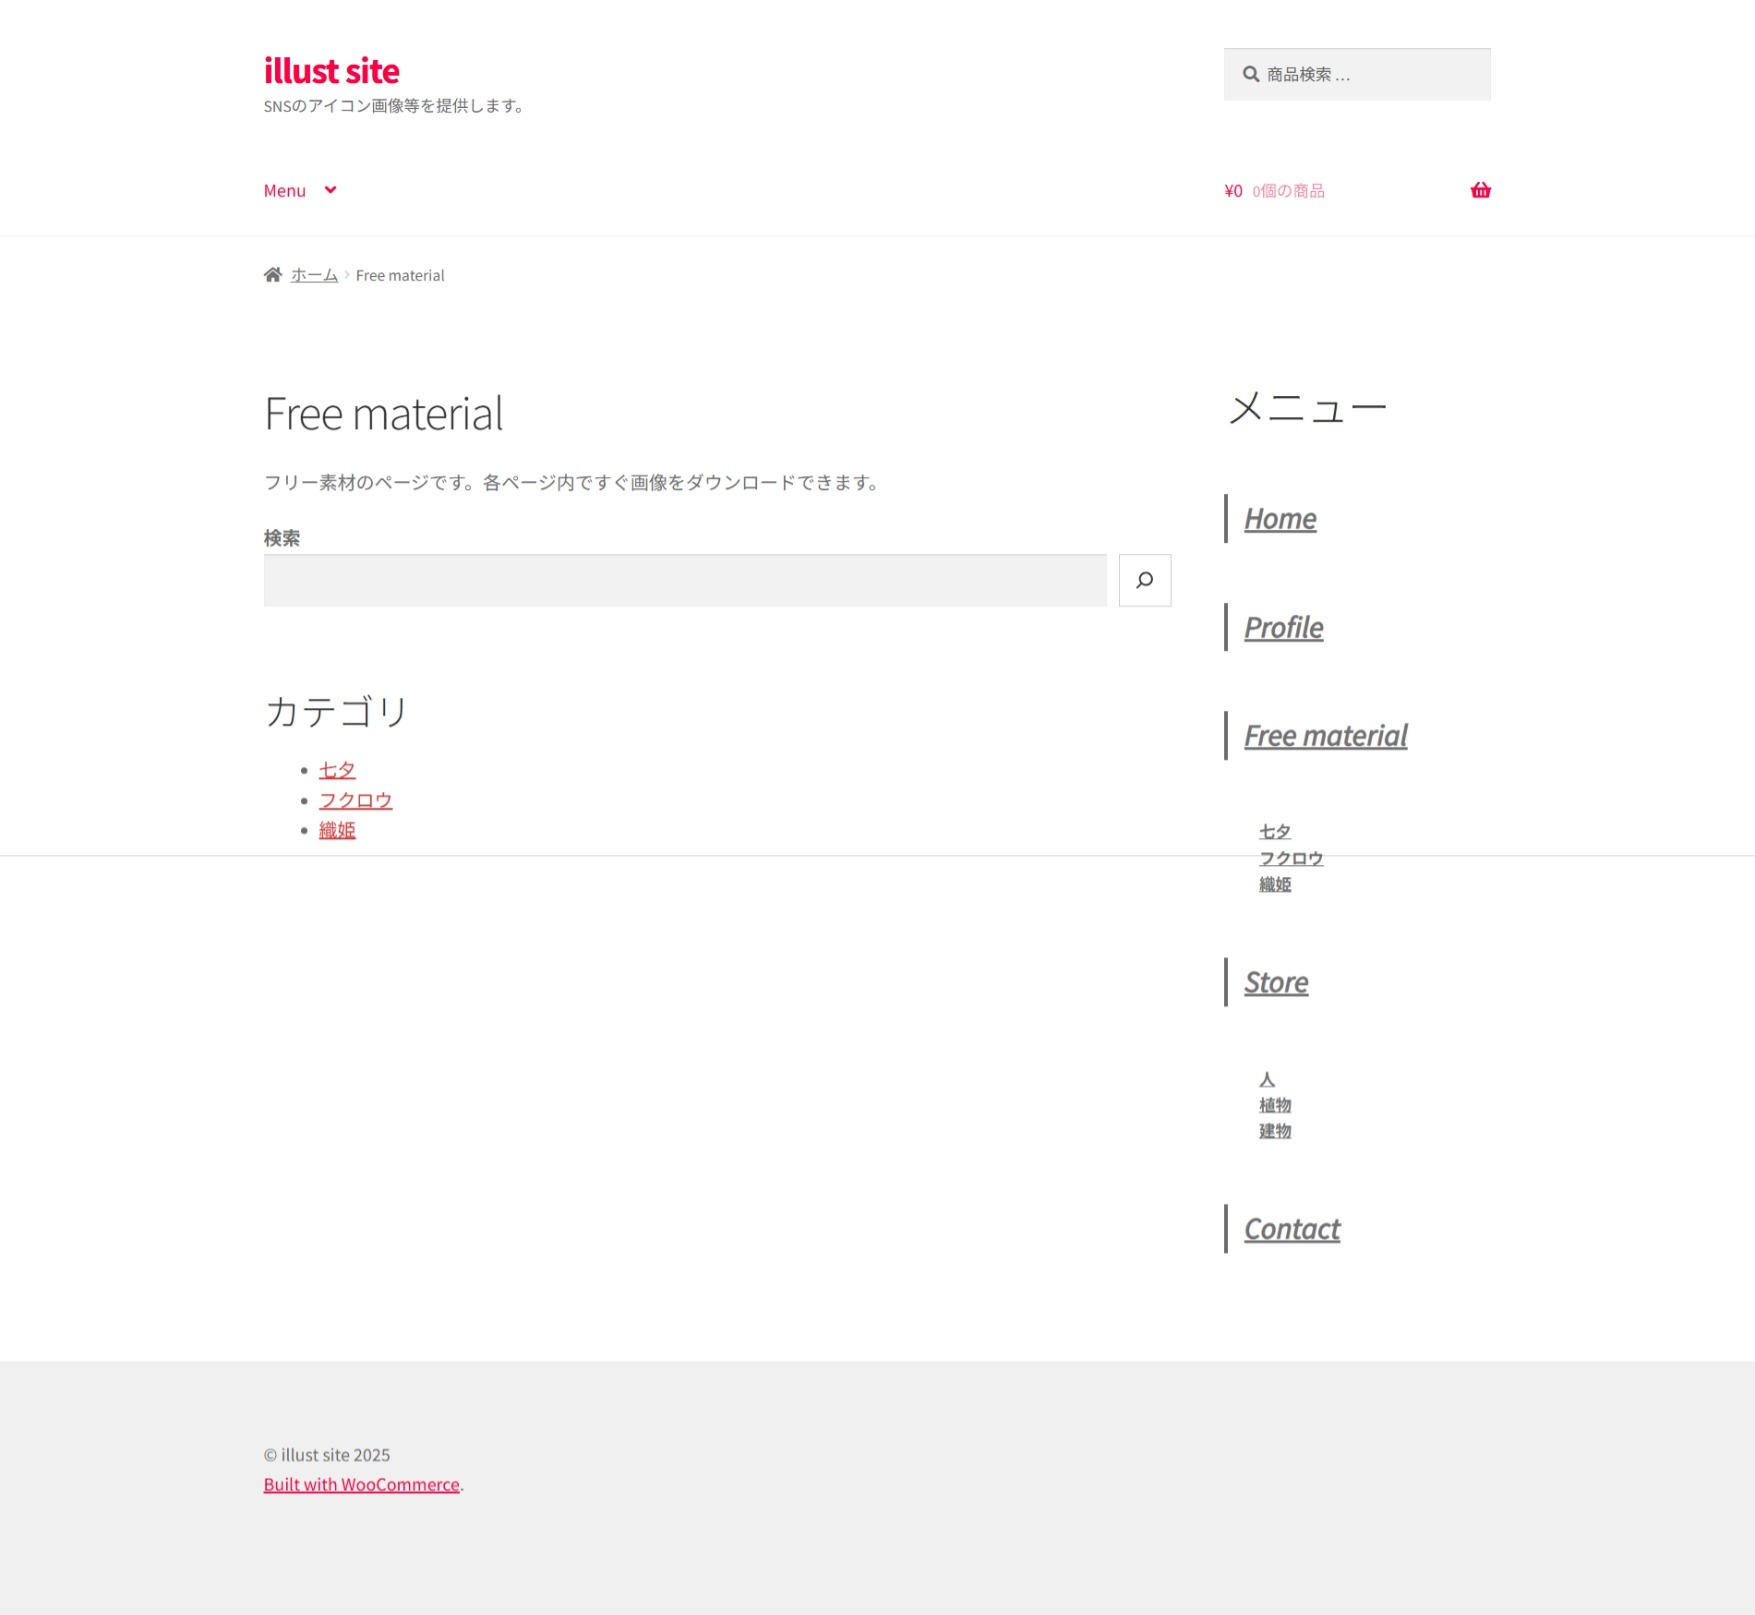 illust site
SNSのアイコン画像等を提供します。
商品検索 …
Menu
¥0 0個の商品
ホーム Free material
Free material
フリー素材のページです。各ページ内ですぐ画像をダウンロードできます。
検索
カテゴリ
七夕
フクロウ
織姫
メニュー
Home
Profile
Free material
七夕
フクロウ
織姫
Store
人
植物
建物
Contact
© illust site 2025
Built with WooCommerce.